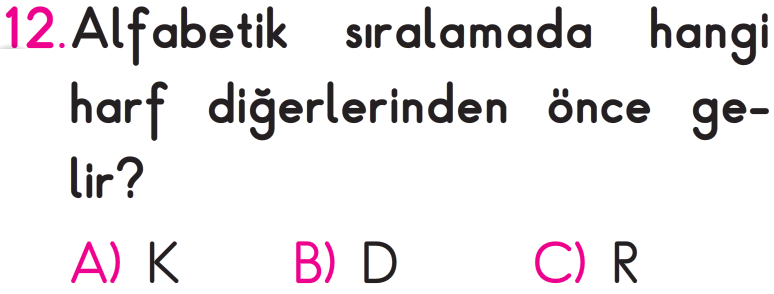 12.Alfabetik sıralamada hangi
harf diğerlerinden önce ge-
lir?
A) K B) D C) R